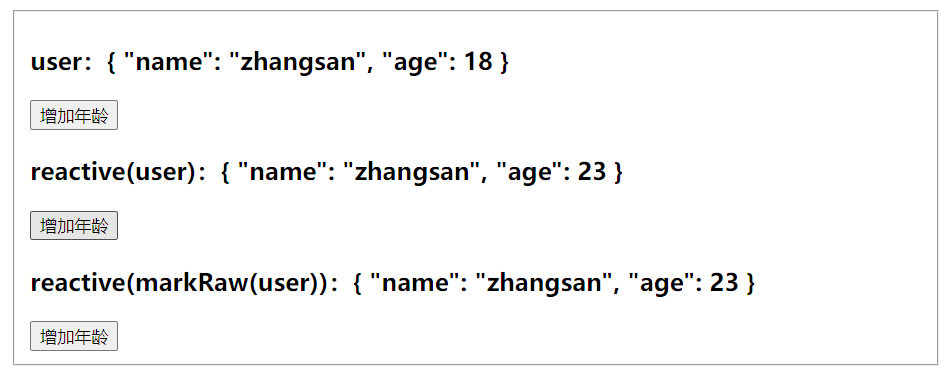 user：{ "name": "zhangsan", "age": 18 }
增加年龄
reactive(user)：{ "name": "zhangsan", "age": 23 }
增加年龄
reactive(markRaw(user))：{ "name": "zhangsan", "age": 23 }
增加年龄